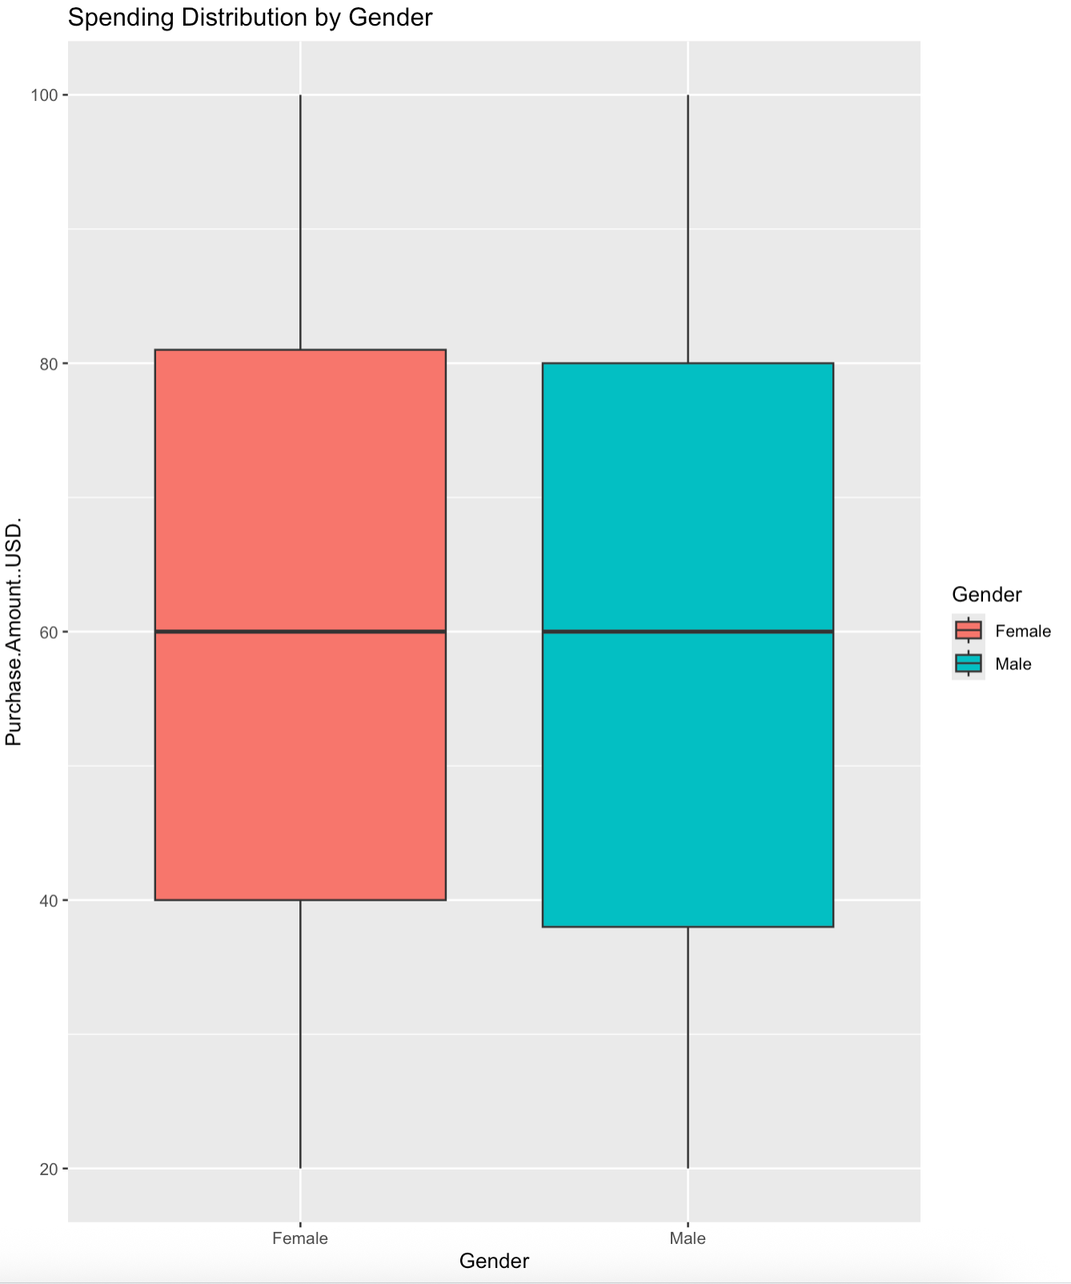 Spending Distribution by Gender
100
80
60
40
20
Purchase.Amount..USD.
Female
Male
Gender
Gender
Female
Male